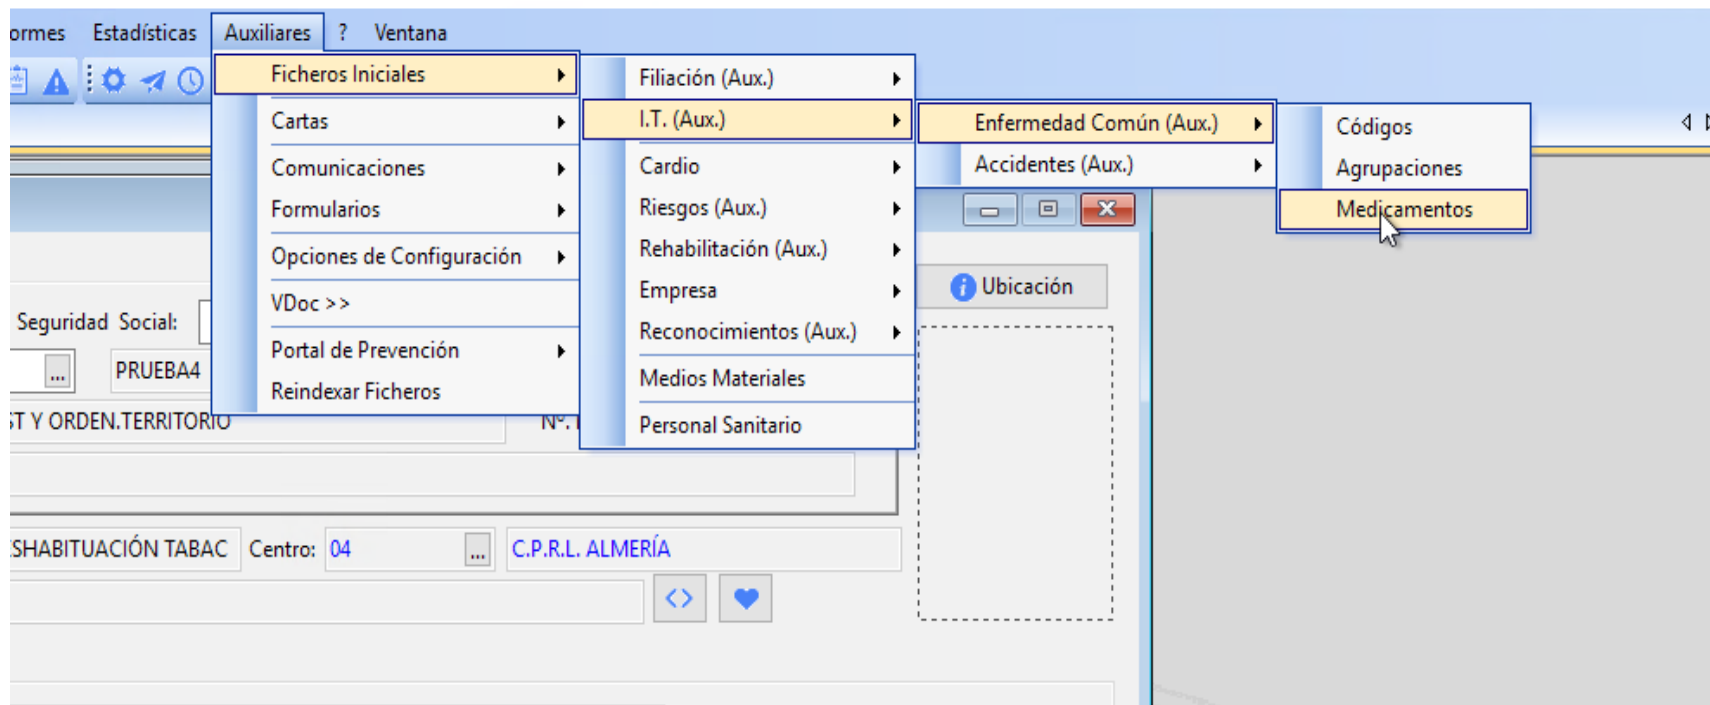 Estadísticas Auxiliares ? Ventana
Ficheros Iniciales
Cartas
Comunicaciones
Formularios
Opciones de Configuración
VDoc >>
Portal de Prevención
Reindexar Ficheros
Filiación (Aux.)
I.T. (Aux.)
Cardio
Riesgos (Aux.)
Rehabilitación (Aux.)
Empresa
Reconocimientos (Aux.)
Medios Materiales
Personal Sanitario
Enfermedad Común (Aux.)
Accidentes (Aux.)
Códigos
Agrupaciones
Medicamentos
Ubicación
Seguridad Social:
... PRUEBA4
ST Y ORDEN.TERRITORIO Nº.
SHABITUACIÓN TABAC Centro: 04 ... C.P.R.L. ALMERÍA